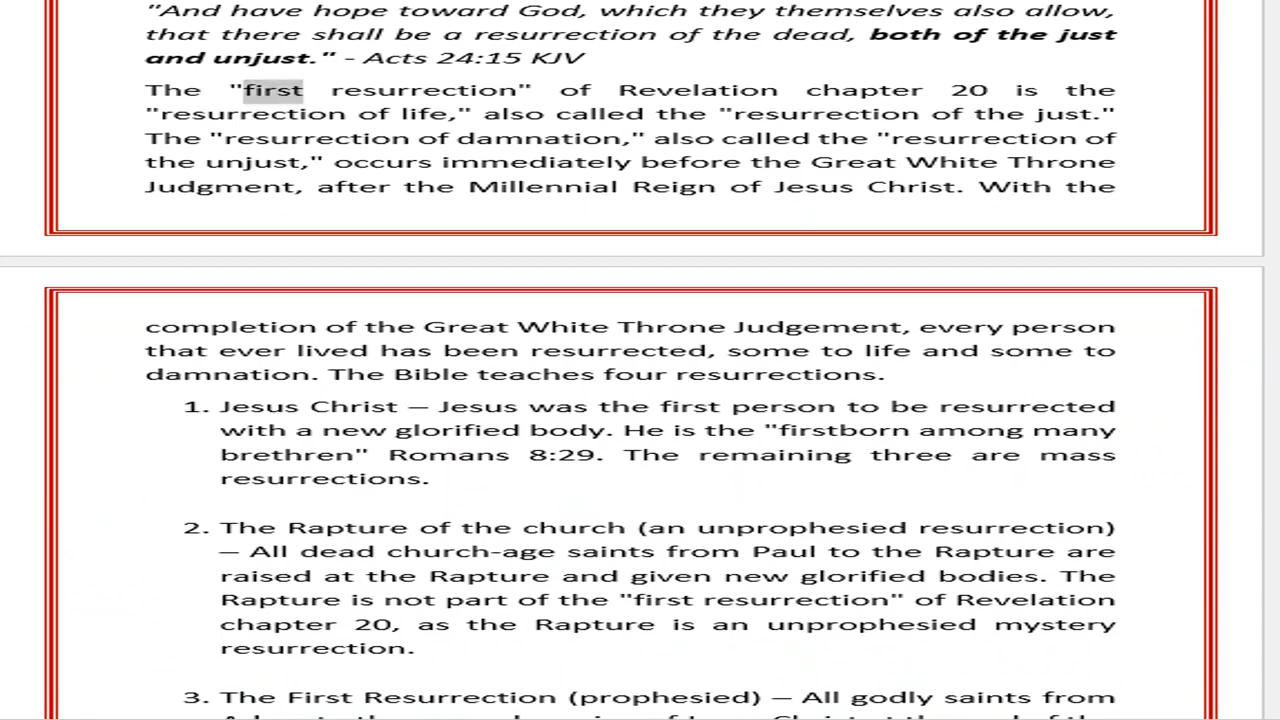 "And have hope toward God, which they themselves also allow,
that there shall be a resurrection of the dead, both of the just
and unjust." - Acts 24:15 KJV
The "first resurrection" of Revelation chapter 20 is the
"resurrection of life," also called the "resurrection of the just."
The "resurrection of damnation," also called the "resurrection of
the unjust," occurs immediately before the Great White Throne
Judgment, after the Millennial Reign of Jesus Christ. With the
completion of the Great White Throne Judgement, every person
that ever lived has been resurrected, some to life and some to
damnation. The Bible teaches four resurrections.
1. Jesus Christ – Jesus was the first person to be resurrected
with a new glorified body. He is the "firstborn among many
brethren" Romans 8:29. The remaining three are mass
resurrections.
2. The Rapture of the church (an unprophesied resurrection)
– All dead church-age saints from Paul to the Rapture are
raised at the Rapture and given new glorified bodies. The
Rapture is not part of the "first resurrection" of Revelation
chapter 20, as the Rapture is an unprophesied mystery
resurrection.
3. The First Resurrection (prophesied) – All godly saints from